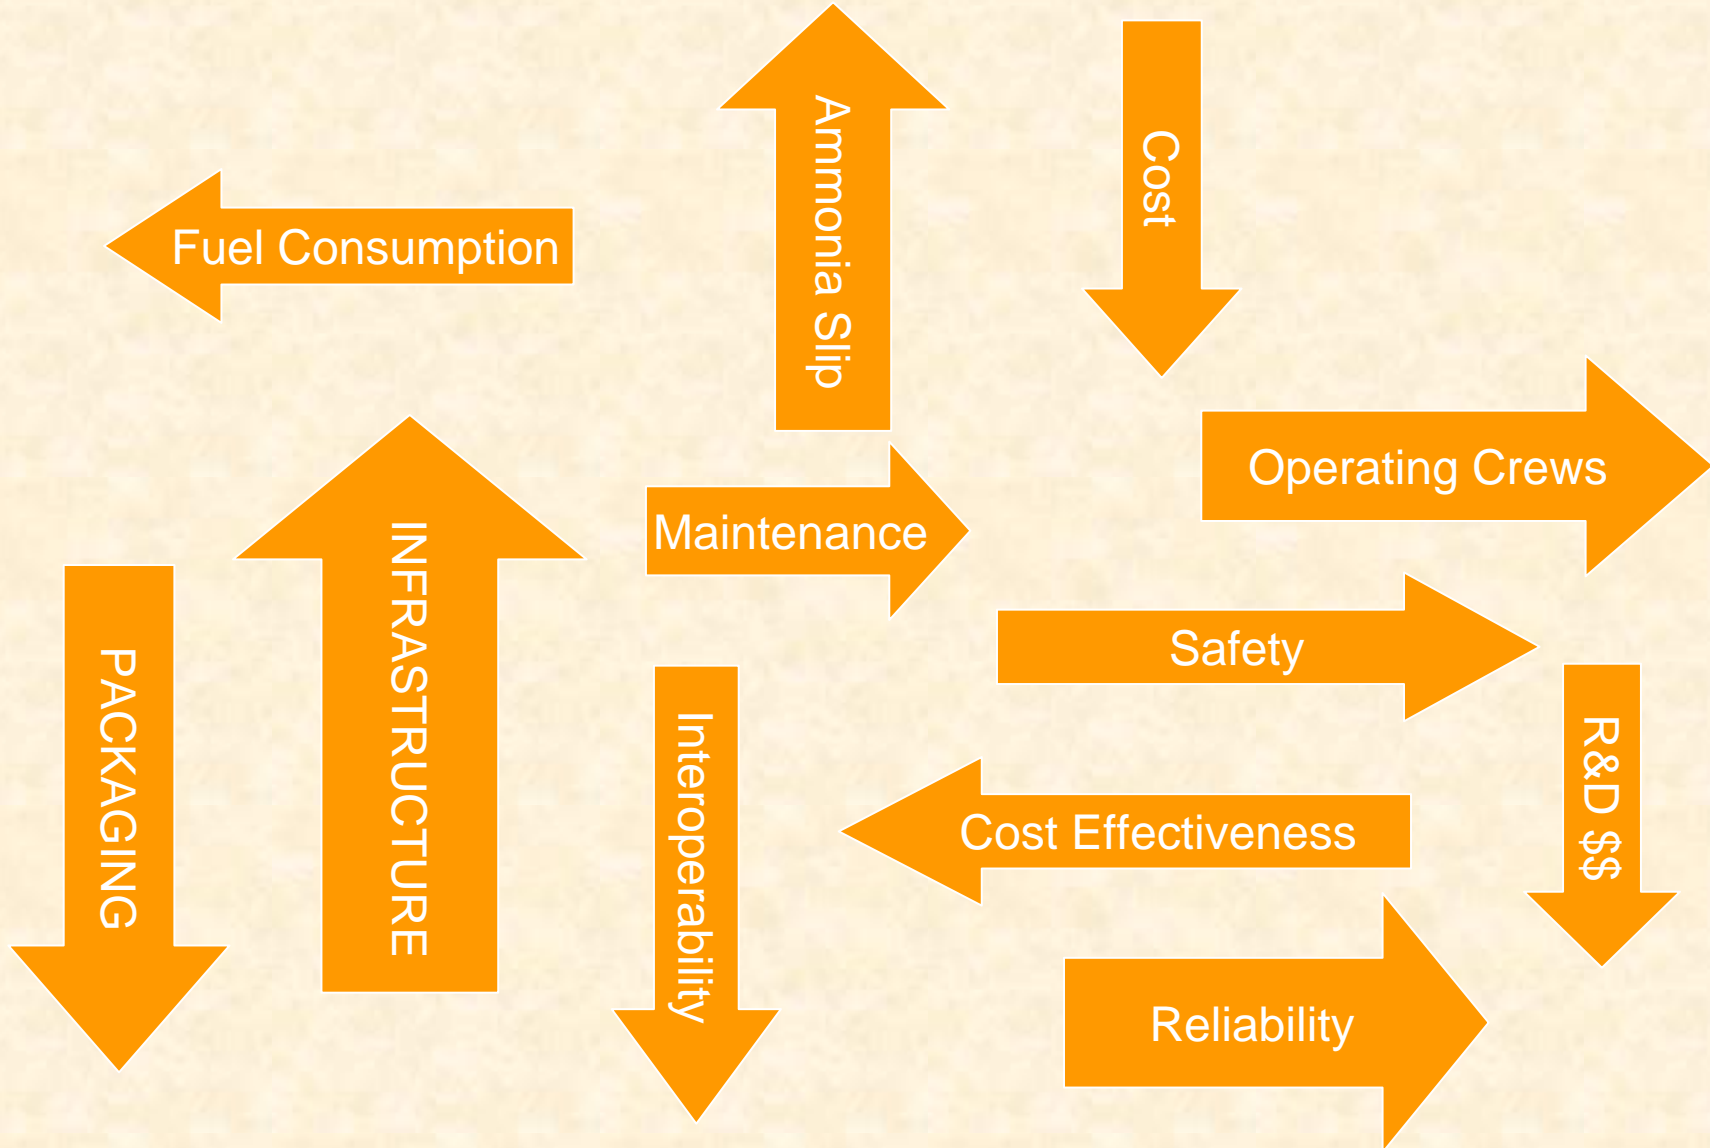 Ammonia Slip
Cost
Fuel Consumption
Operating Crews
Maintenance
INFRASTRUCTURE
Safety
PACKAGING
Interoperability
R&D $$
Cost Effectiveness
Reliability